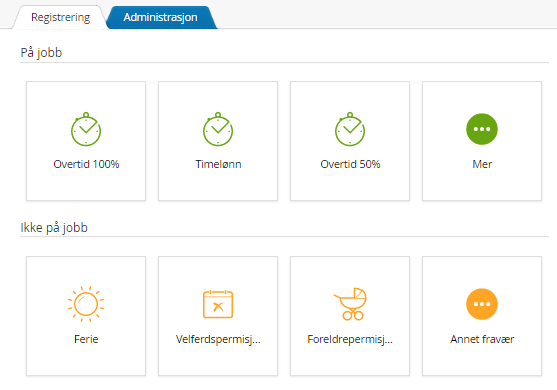 Registrering
Administrasjon
På jobb
Overtid 100%
Timelønn
Overtid 50%
Mer
Ikke på jobb
Ferie
Velferdspermisj...
Foreldrepermisj...
Annet fravær